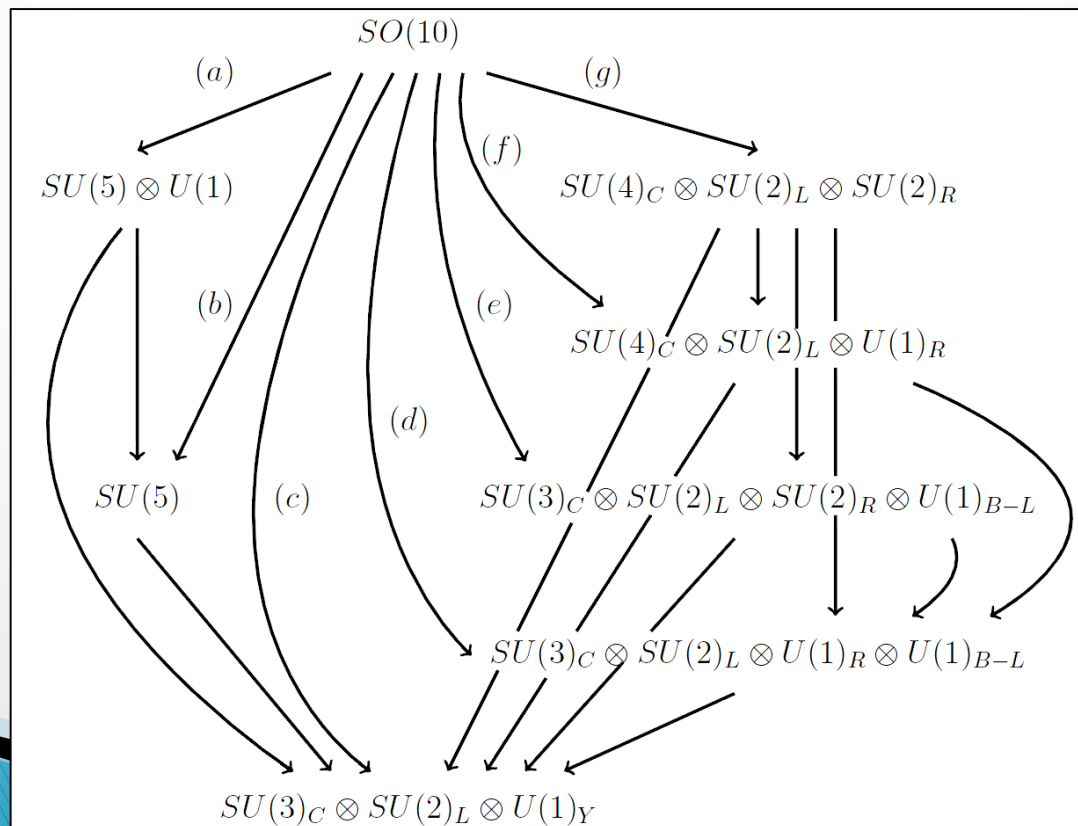 SO(10)
(a)
(g)
(f)
SU(5) ⊗ U(1)
SU(4)_C ⊗ SU(2)_L ⊗ SU(2)_R
(b)
(e)
SU(4)_C ⊗ SU(2)_L ⊗ U(1)_R
(d)
SU(5)
(c)
SU(3)_C ⊗ SU(2)_L ⊗ SU(2)_R ⊗ U(1)_{B−L}
SU(3)_C ⊗ SU(2)_L ⊗ U(1)_R ⊗ U(1)_{B−L}
SU(3)_C ⊗ SU(2)_L ⊗ U(1)_Y